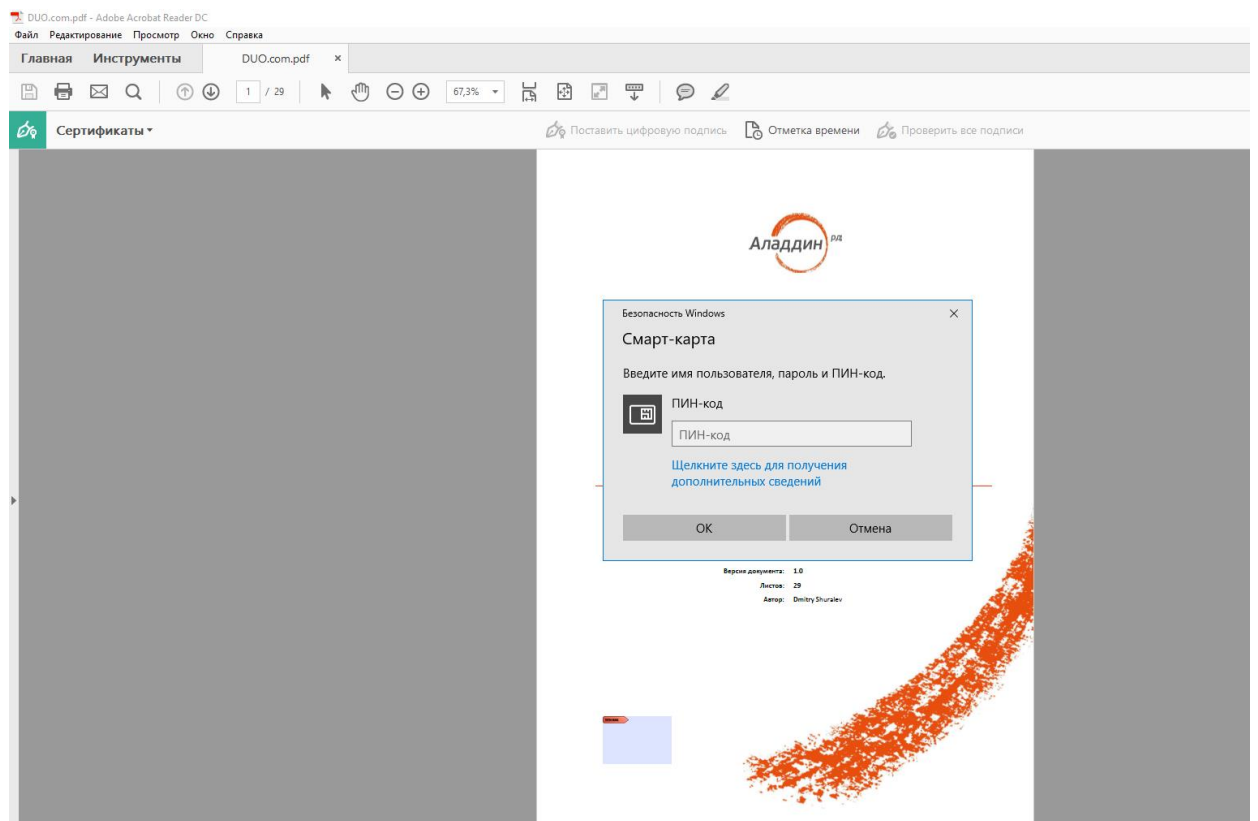 DUO.com.pdf - Adobe Acrobat Reader DC
Файл Редактирование Просмотр Окно Справка
Главная Инструменты DUO.com.pdf ×
1 / 29 67,3%
Сертификаты Поставить цифровую подпись Отметка времени Проверить все подписи
Аладдин РД
Безопасность Windows
Смарт-карта
Введите имя пользователя, пароль и ПИН-код.
ПИН-код
ПИН-код
Щелкните здесь для получения
дополнительных сведений
ОК Отмена
Версия документа: 1.0
Листов: 29
Автор: Dmitry Shuralev